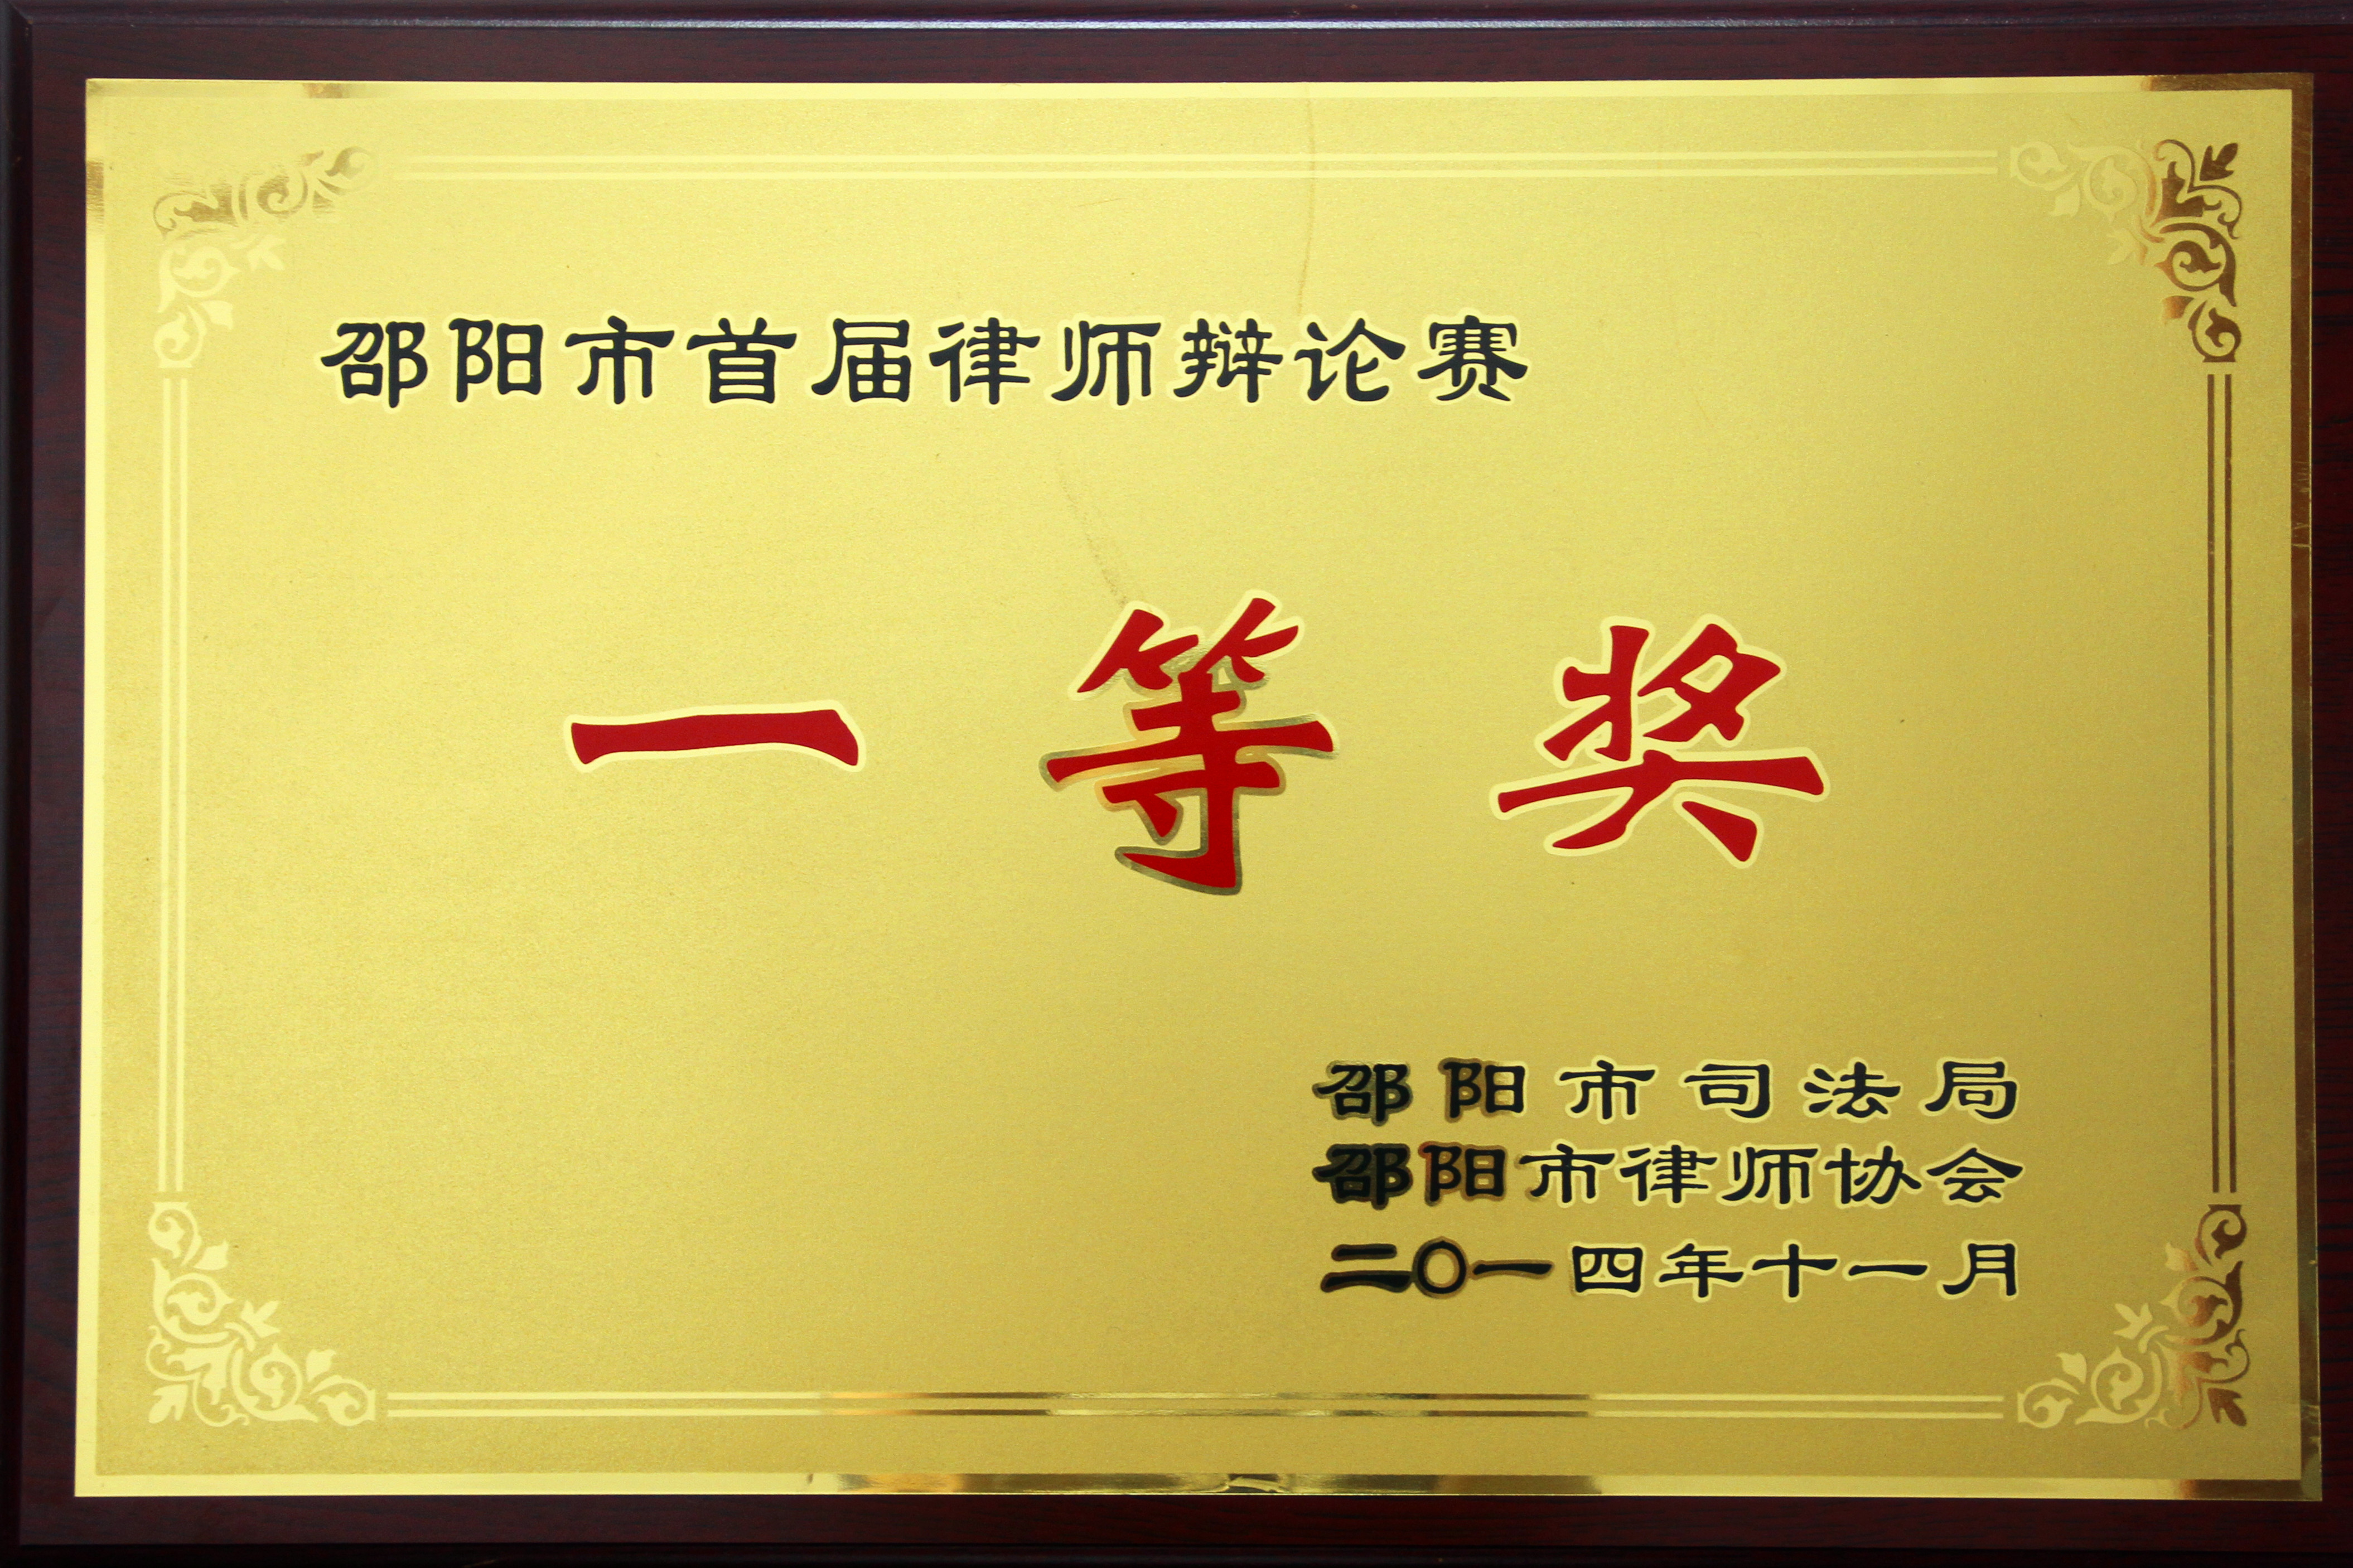 邵阳市首届律师辩论赛
一等奖
邵阳市司法局
邵阳市律师协会
二〇一四年十一月